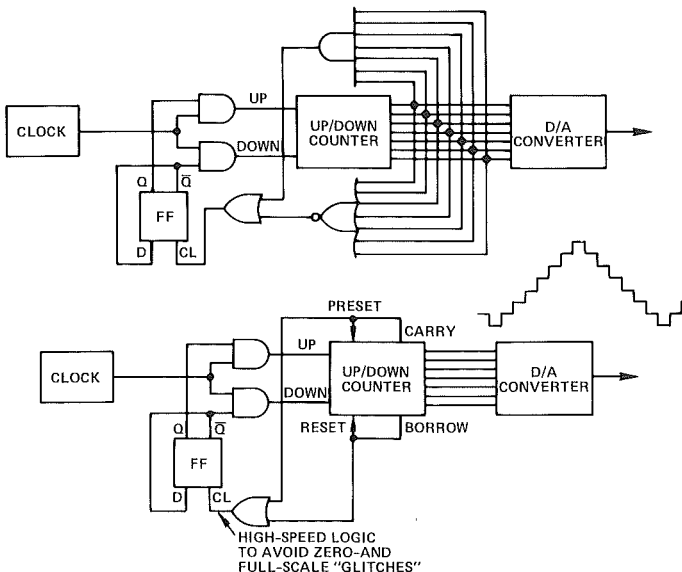 CLOCK
UP
DOWN
UP/DOWN
COUNTER
D/A
CONVERTER
Q
Q̅
FF
D
CL
PRESET
CARRY
CLOCK
UP
DOWN
UP/DOWN
COUNTER
D/A
CONVERTER
RESET
BORROW
Q
Q̅
FF
D
CL
HIGH-SPEED LOGIC
TO AVOID ZERO-AND
FULL-SCALE "GLITCHES"